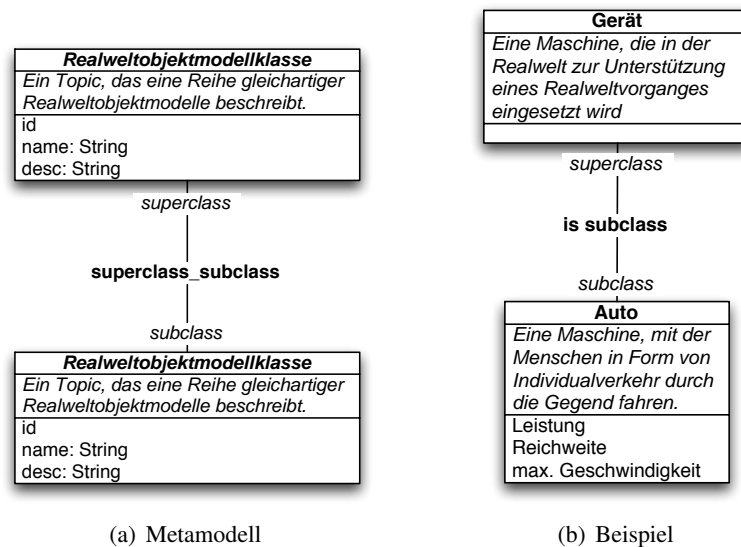 Realweltobjektmodellklasse
Ein Topic, das eine Reihe gleichartiger
Realweltobjektmodelle beschreibt.
id
name: String
desc: String
superclass
superclass_subclass
subclass
Realweltobjektmodellklasse
Ein Topic, das eine Reihe gleichartiger
Realweltobjektmodelle beschreibt.
id
name: String
desc: String
(a) Metamodell
Gerät
Eine Maschine, die in der
Realwelt zur Unterstützung
eines Realweltvorganges
eingesetzt wird
superclass
is subclass
subclass
Auto
Eine Maschine, mit der
Menschen in Form von
Individualverkehr durch
die Gegend fahren.
Leistung
Reichweite
max. Geschwindigkeit
(b) Beispiel